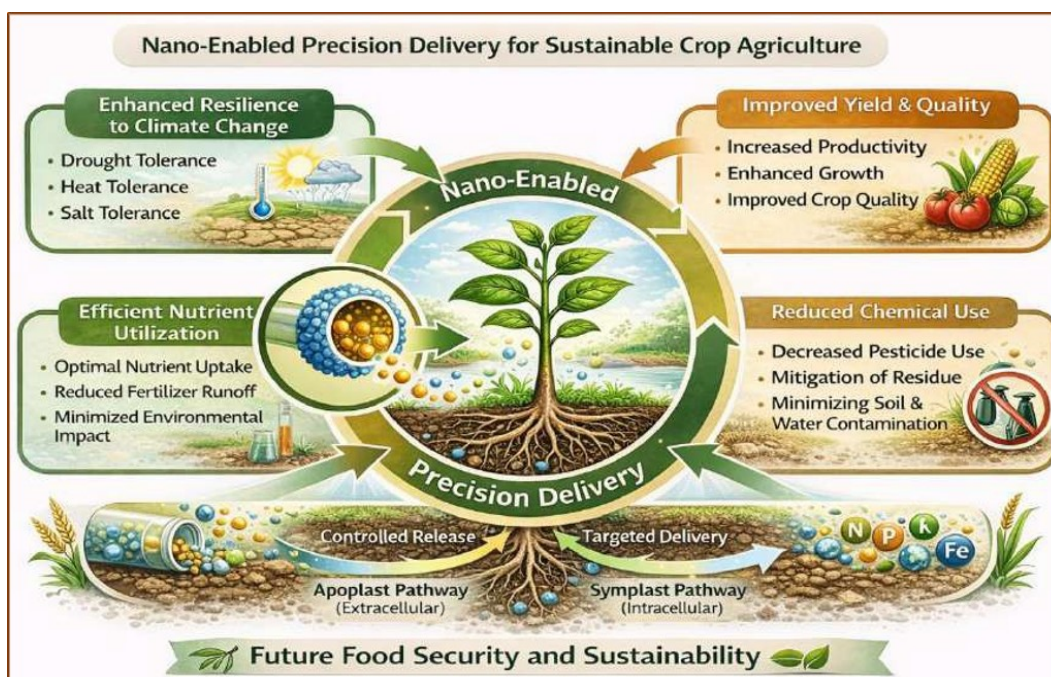 Nano-Enabled Precision Delivery for Sustainable Crop Agriculture
Enhanced Resilience
to Climate Change
• Drought Tolerance
• Heat Tolerance
• Salt Tolerance
Improved Yield & Quality
• Increased Productivity
• Enhanced Growth
• Improved Crop Quality
Nano-Enabled
Efficient Nutrient
Utilization
• Optimal Nutrient Uptake
• Reduced Fertilizer Runoff
• Minimized Environmental
Impact
Reduced Chemical Use
• Decreased Pesticide Use
• Mitigation of Residue
• Minimizing Soil &
Water Contamination
Precision Delivery
Controlled Release
Targeted Delivery
N P K Fe
Apoplast Pathway
(Extracellular)
Symplast Pathway
(Intracellular)
Future Food Security and Sustainability